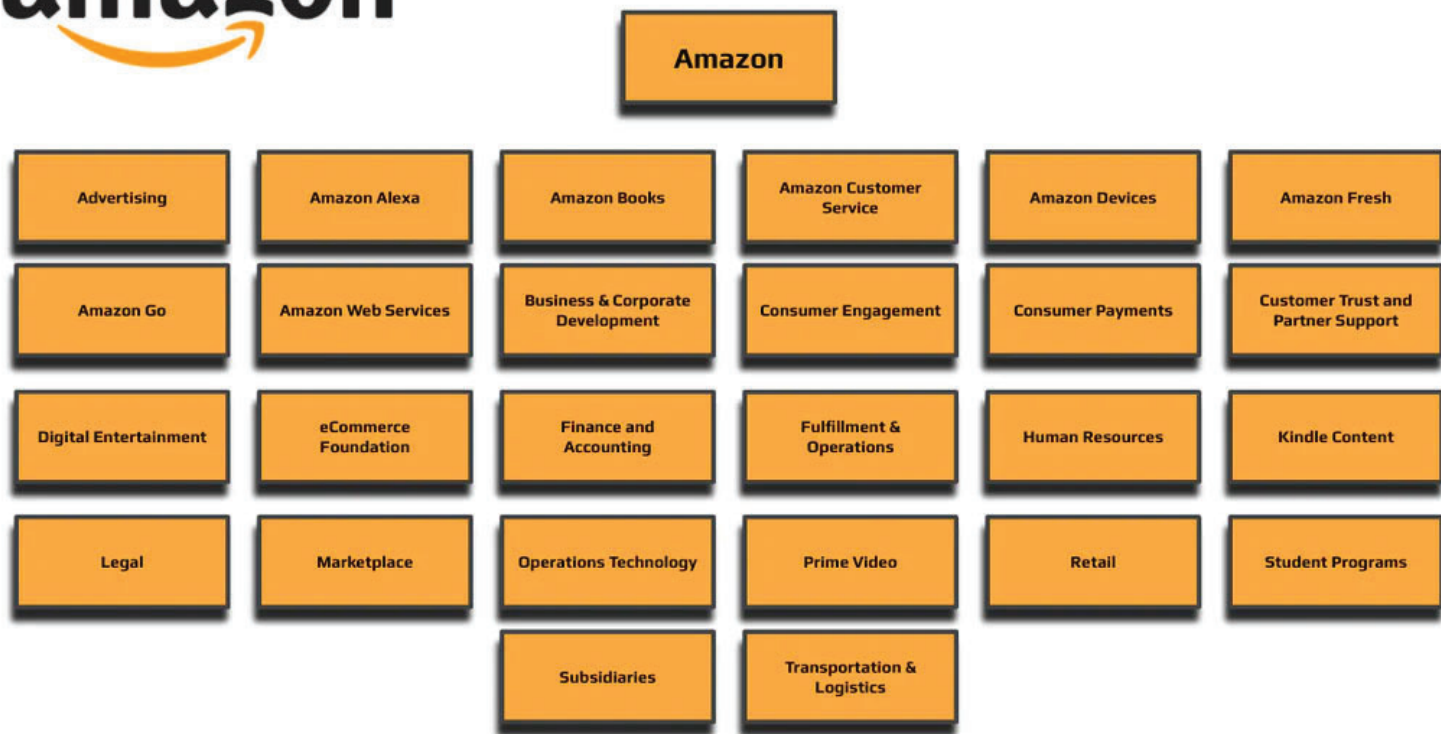 amazon
Amazon
Advertising
Amazon Alexa
Amazon Books
Amazon Customer
Service
Amazon Devices
Amazon Fresh
Amazon Go
Amazon Web Services
Business & Corporate
Development
Consumer Engagement
Consumer Payments
Customer Trust and
Partner Support
Digital Entertainment
eCommerce
Foundation
Finance and
Accounting
Fulfillment &
Operations
Human Resources
Kindle Content
Legal
Marketplace
Operations Technology
Prime Video
Retail
Student Programs
Subsidiaries
Transportation &
Logistics